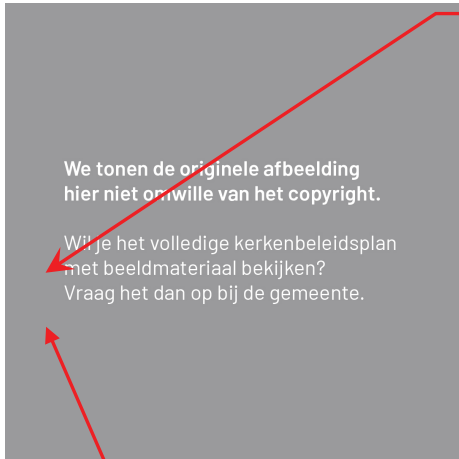 We tonen de originele afbeelding
hier niet omwille van het copyright.
Wil je het volledige kerkenbeleidsplan
met beeldmateriaal bekijken?
Vraag het dan op bij de gemeente.